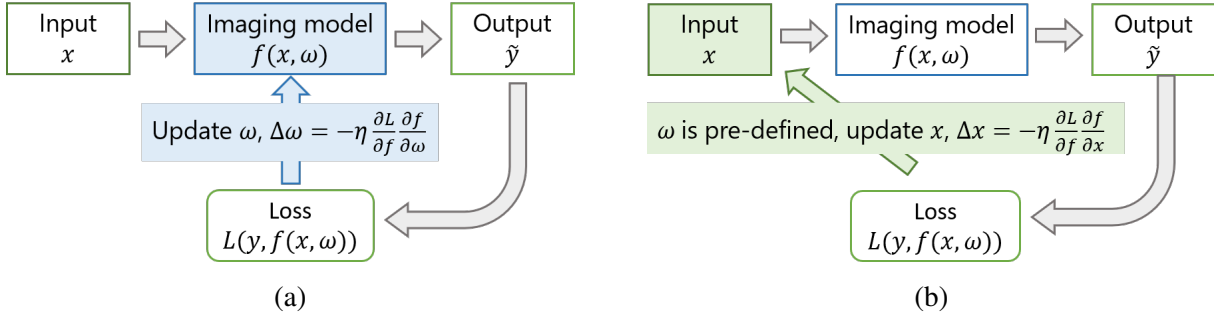 Input
x
Imaging model
f(x, ω)
Output
ỹ
Update ω, Δω = −η ∂L/∂f ∂f/∂ω
Loss
L(y, f(x, ω))
(a)
Input
x
Imaging model
f(x, ω)
Output
ỹ
ω is pre-defined, update x, Δx = −η ∂L/∂f ∂f/∂x
Loss
L(y, f(x, ω))
(b)